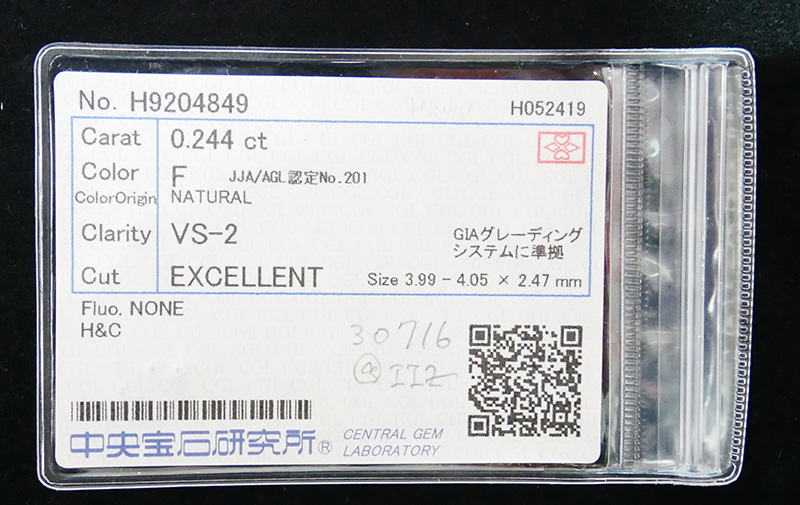 No. H9204849
H052419
Carat 0.244 ct
Color F JJA/AGL認定No.201
ColorOrigin NATURAL
Clarity VS-2
GIAグレーディング
システムに準拠
Cut EXCELLENT Size 3.99 - 4.05 × 2.47 mm
Fluo. NONE
H&C
30716
中央宝石研究所® CENTRAL GEM
LABORATORY